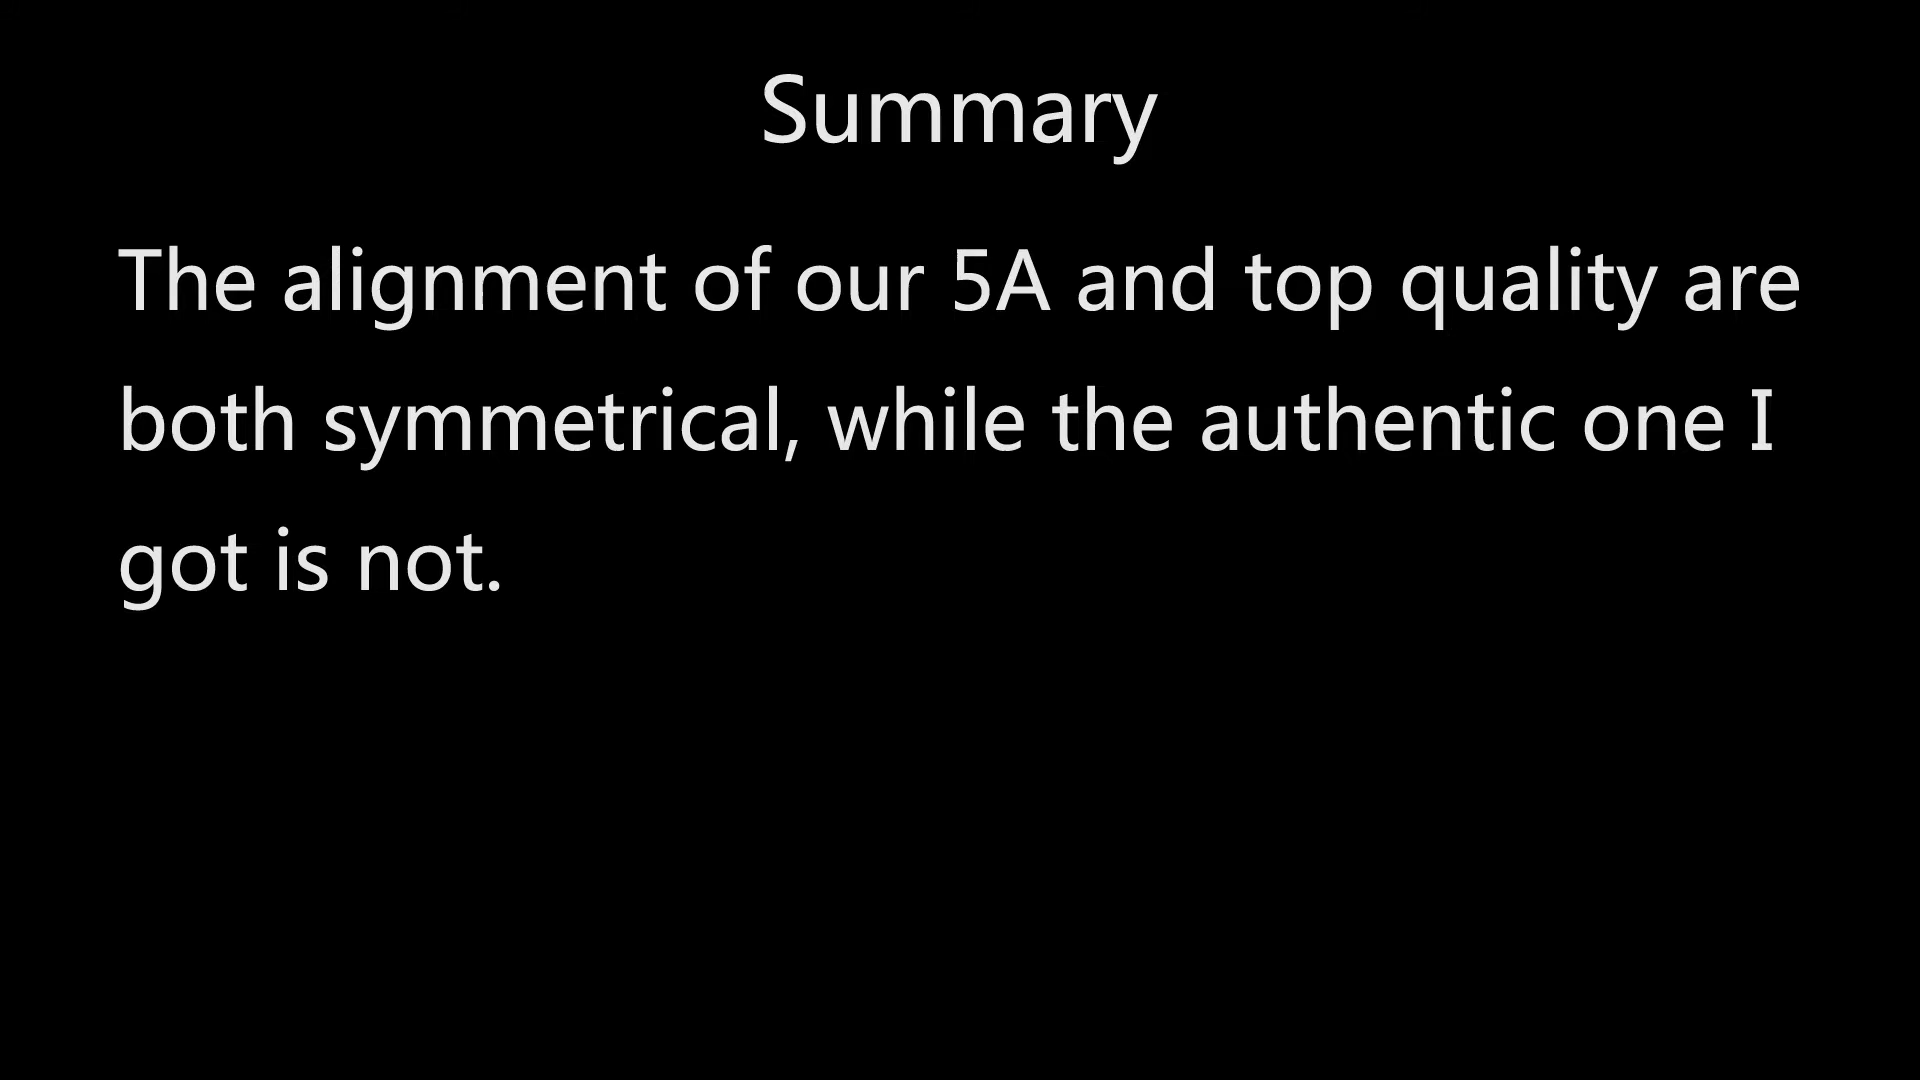 Summary
The alignment of our 5A and top quality are
both symmetrical, while the authentic one I
got is not.